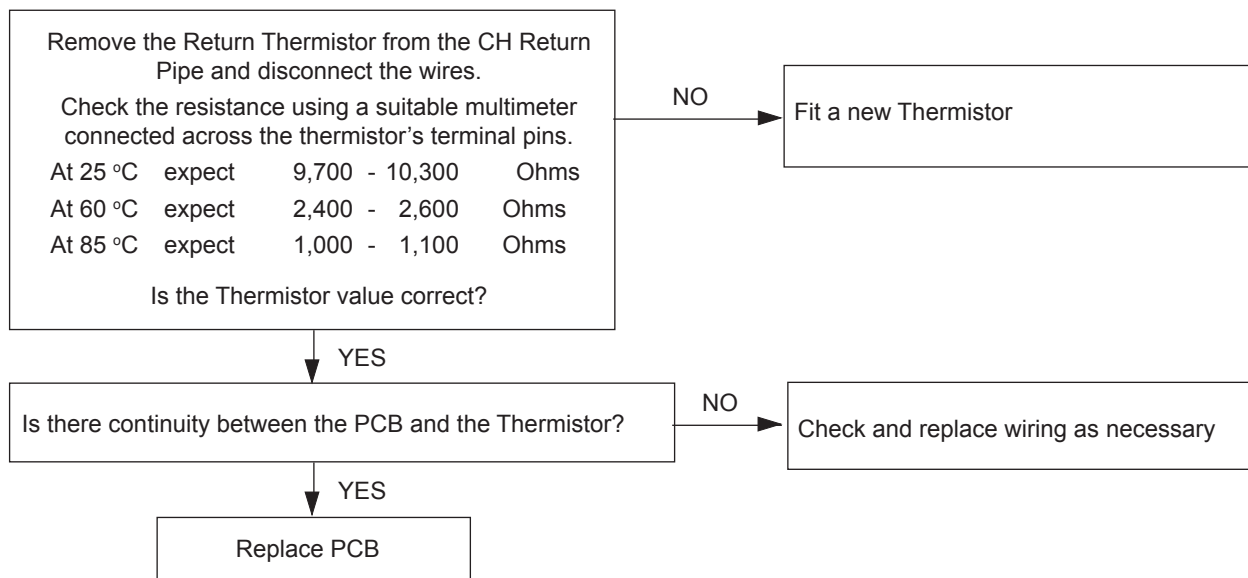 Remove the Return Thermistor from the CH Return
Pipe and disconnect the wires.
Check the resistance using a suitable multimeter
connected across the thermistor's terminal pins.
At 25 °C expect 9,700 - 10,300 Ohms
At 60 °C expect 2,400 - 2,600 Ohms
At 85 °C expect 1,000 - 1,100 Ohms
Is the Thermistor value correct?
NO
Fit a new Thermistor
YES
Is there continuity between the PCB and the Thermistor?
NO
Check and replace wiring as necessary
YES
Replace PCB